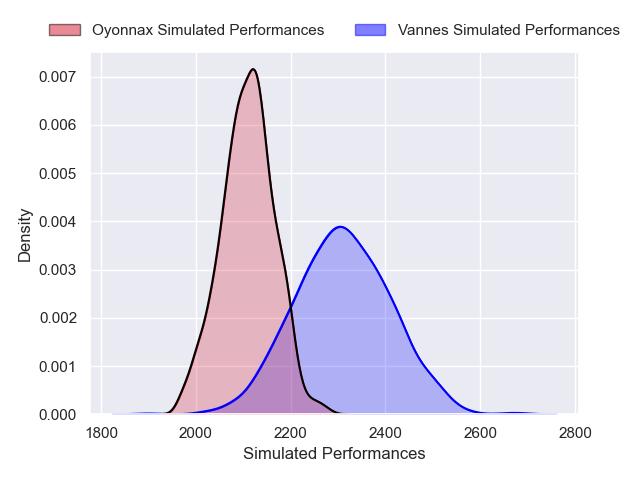 Oyonnax Simulated Performances Vannes Simulated Performances
0.007
0.006
0.005
0.004
0.003
0.002
0.001
0.000
Density
1800 2000 2200 2400 2600 2800
Simulated Performances